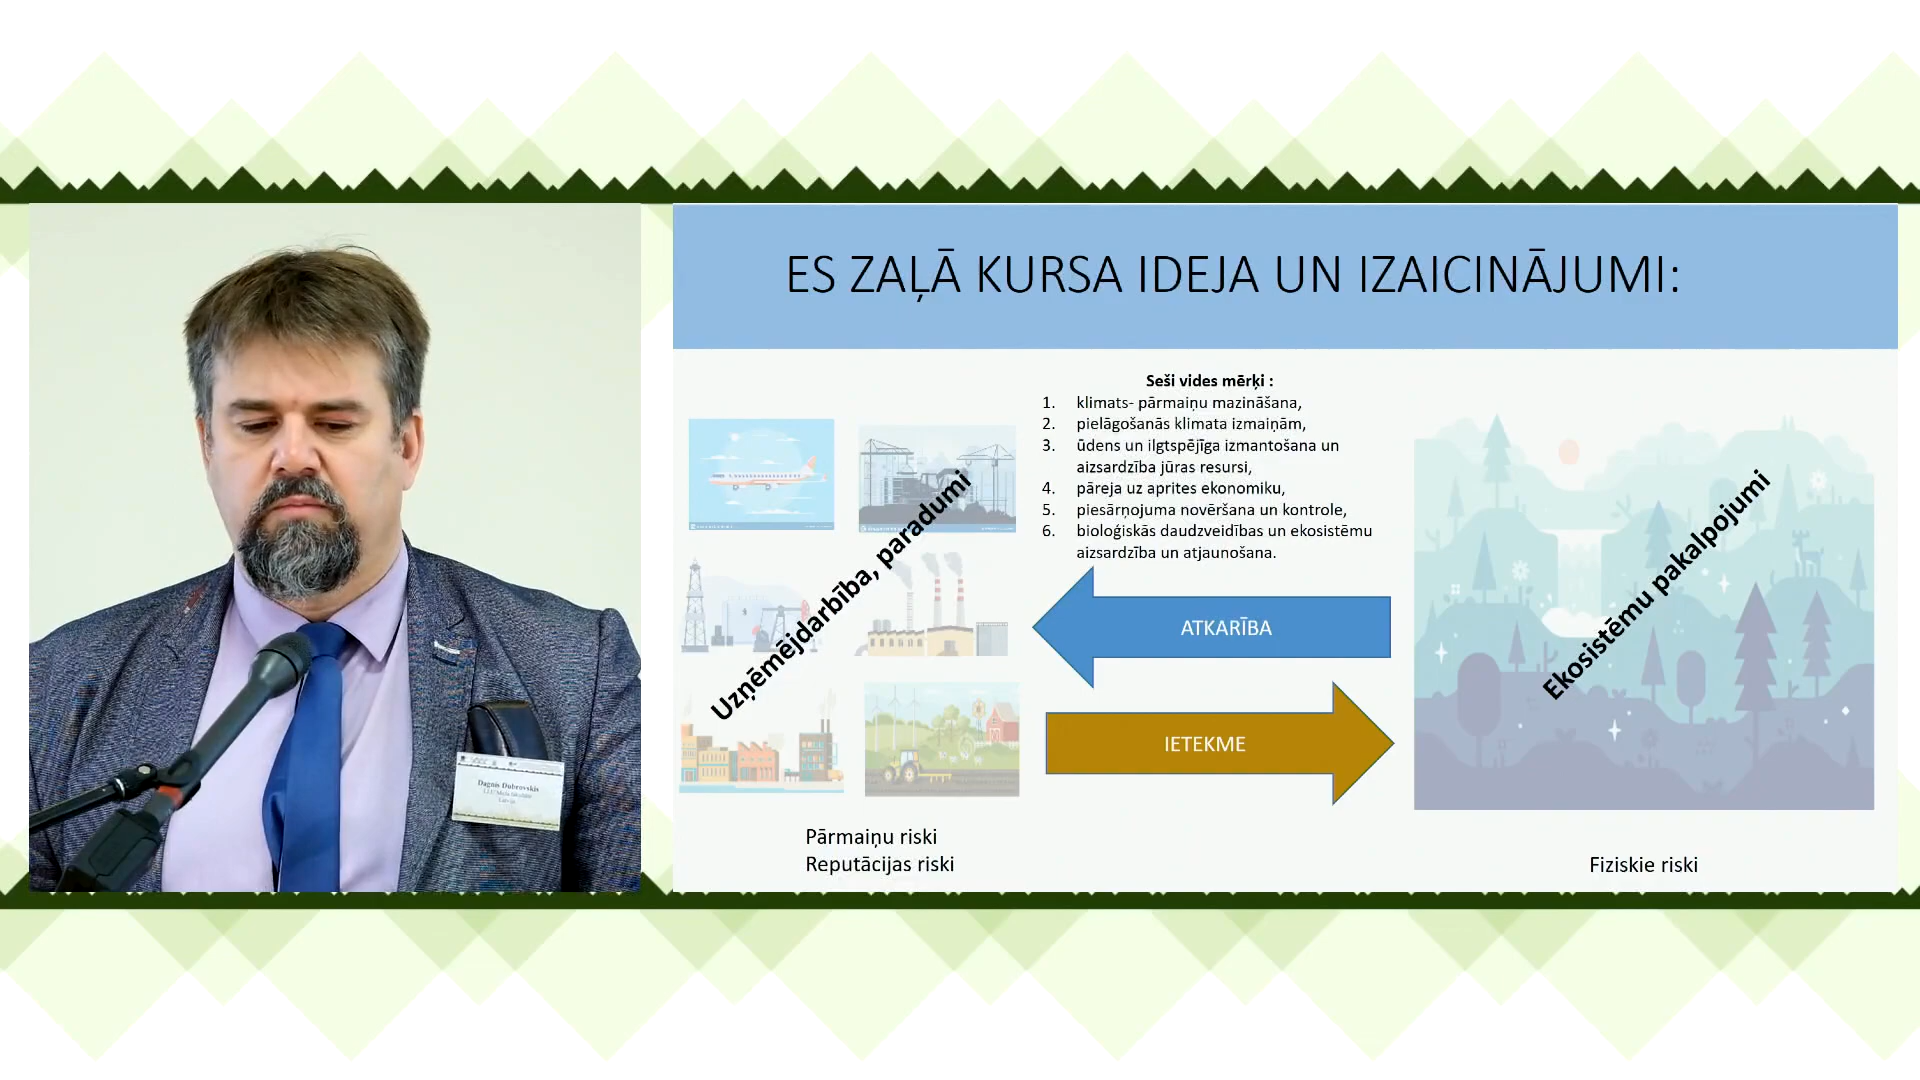 ES ZAĻĀ KURSA IDEJA UN IZAICINĀJUMI:
Seši vides mērķi :
1. klimats- pārmaiņu mazināšana,
2. pielāgošanās klimata izmaiņām,
3. ūdens un ilgtspējīga izmantošana un
aizsardzība jūras resursi,
4. pāreja uz aprites ekonomiku,
5. piesārņojuma novēršana un kontrole,
6. bioloģiskās daudzveidības un ekosistēmu
aizsardzība un atjaunošana.
Uzņēmējdarbība, paradumi
ATKARĪBA
IETEKME
Ekosistēmu pakalpojumi
Pārmaiņu riski
Reputācijas riski
Fiziskie riski
Dagnis Dubrovskis